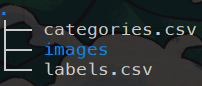 .
├── categories.csv
├── images
└── labels.csv